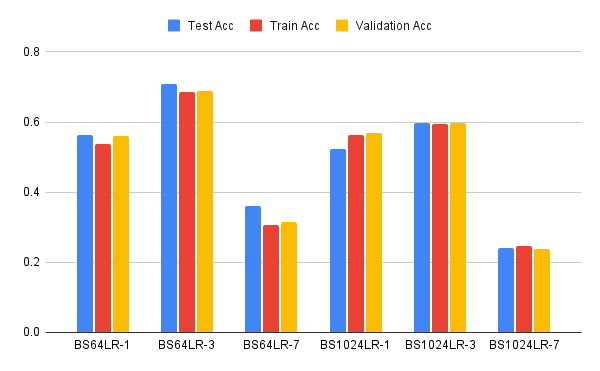 Test Acc Train Acc Validation Acc
0.8
0.6
0.4
0.2
0.0
BS64LR-1 BS64LR-3 BS64LR-7 BS1024LR-1 BS1024LR-3 BS1024LR-7